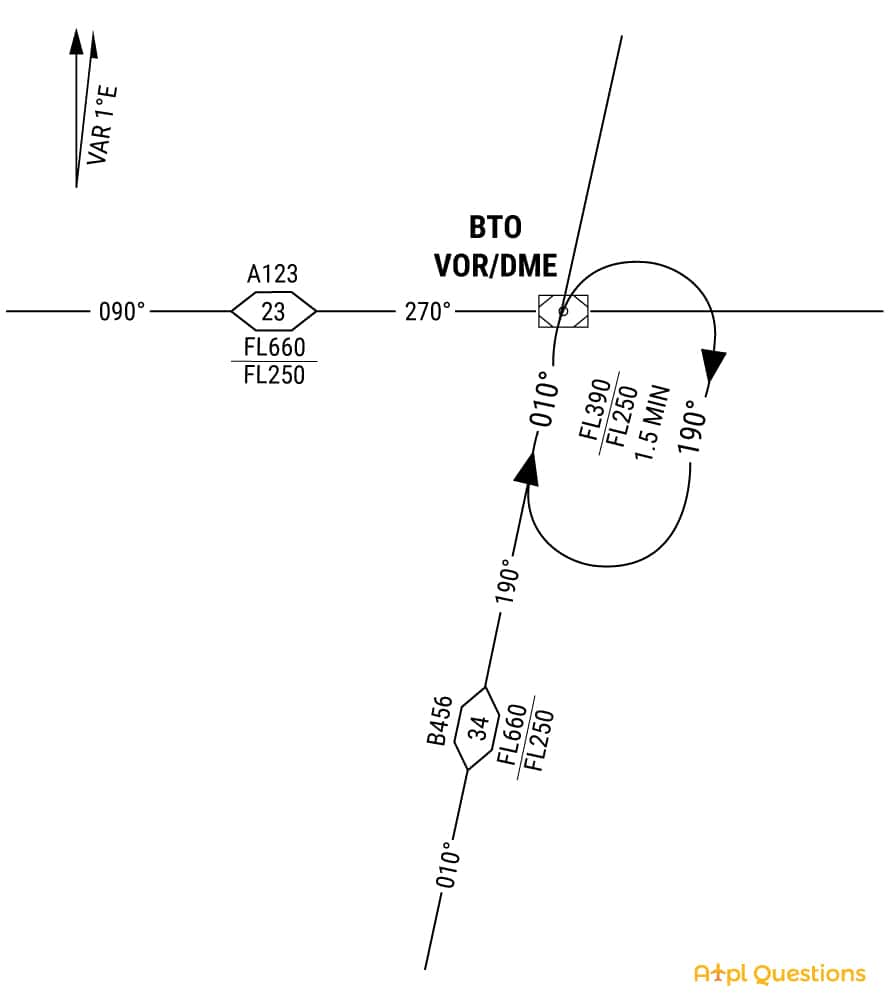 VAR 1°E
BTO
VOR/DME
A123
090°
23
270°
FL660
FL250
010°
FL390
FL250
1.5 MIN
190°
190°
B456
34
FL660
FL250
010°
Atpl Questions